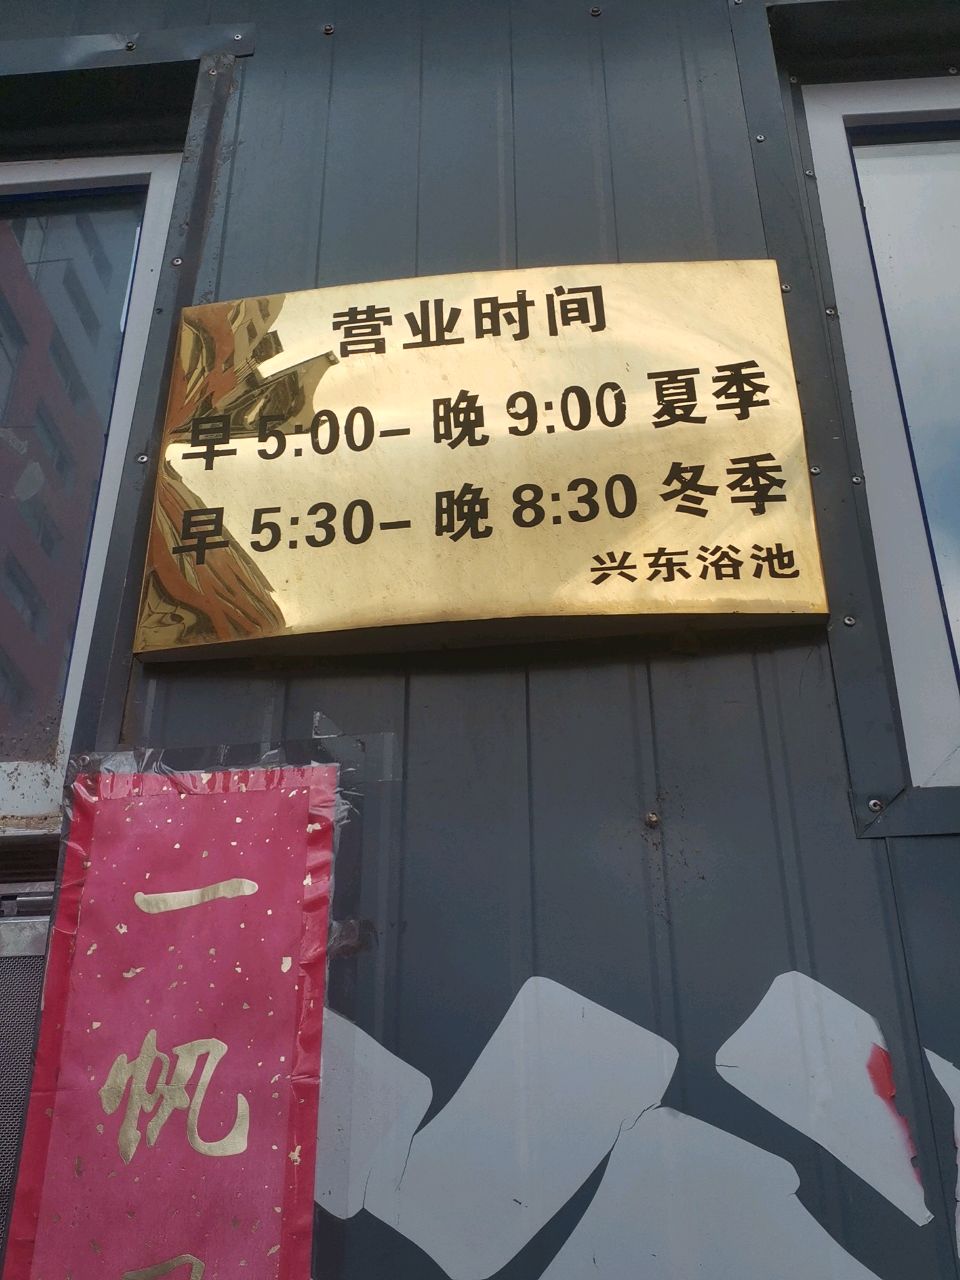 营业时间
早 5:00- 晚 9:00 夏季
早 5:30- 晚 8:30 冬季
兴东浴池
一
帆